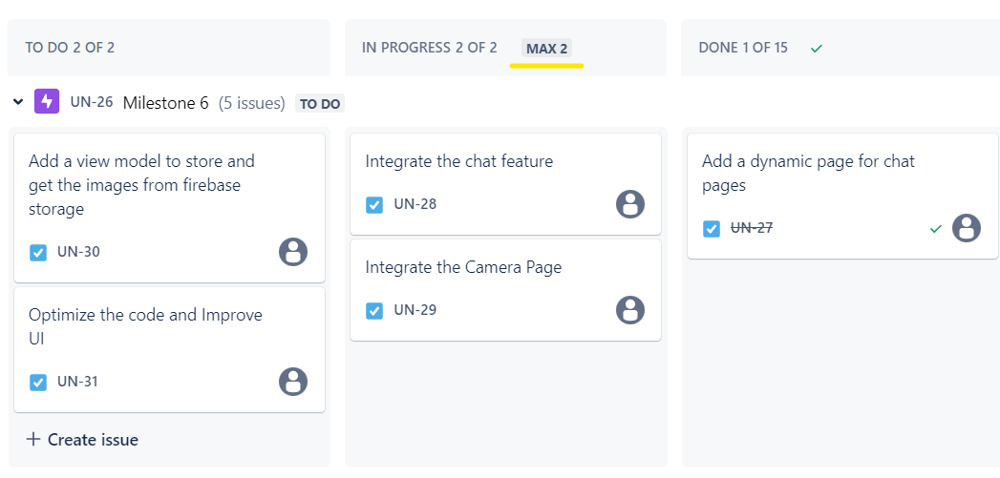 TO DO 2 OF 2
IN PROGRESS 2 OF 2 MAX 2
DONE 1 OF 15
UN-26 Milestone 6 (5 issues) TO DO
Add a view model to store and
get the images from firebase
storage
UN-30
Optimize the code and Improve
UI
UN-31
+ Create issue
Integrate the chat feature
UN-28
Integrate the Camera Page
UN-29
Add a dynamic page for chat
pages
UN-27